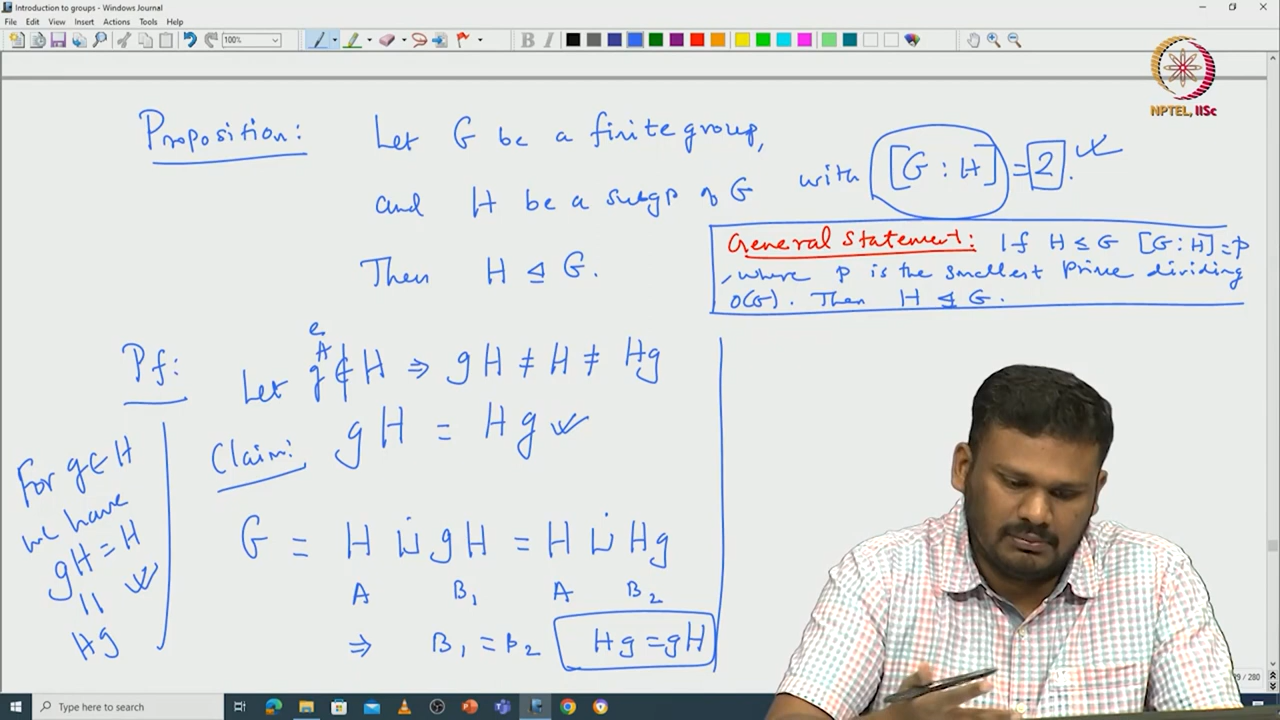 Introduction to groups - Windows Journal
File Edit View Insert Actions Tools Help
100%
B I
NPTEL, IISc
Proposition: Let G be a finite group,
and H be a subgp of G with [G : H] = 2.
Then H ⊴ G.
General Statement: If H ≤ G [G : H] = p
, where p is the smallest prime dividing
O(G). Then H ⊴ G.
Pf: Let g ∉ H ⇒ gH ≠ H ≠ Hg
Claim: gH = Hg
For g ∈ H
we have
gH = H
||
Hg
G = H ⊔ gH = H ⊔ Hg
A B₁ A B₂
⇒ B₁ = B₂ Hg = gH
/ 280
Type here to search